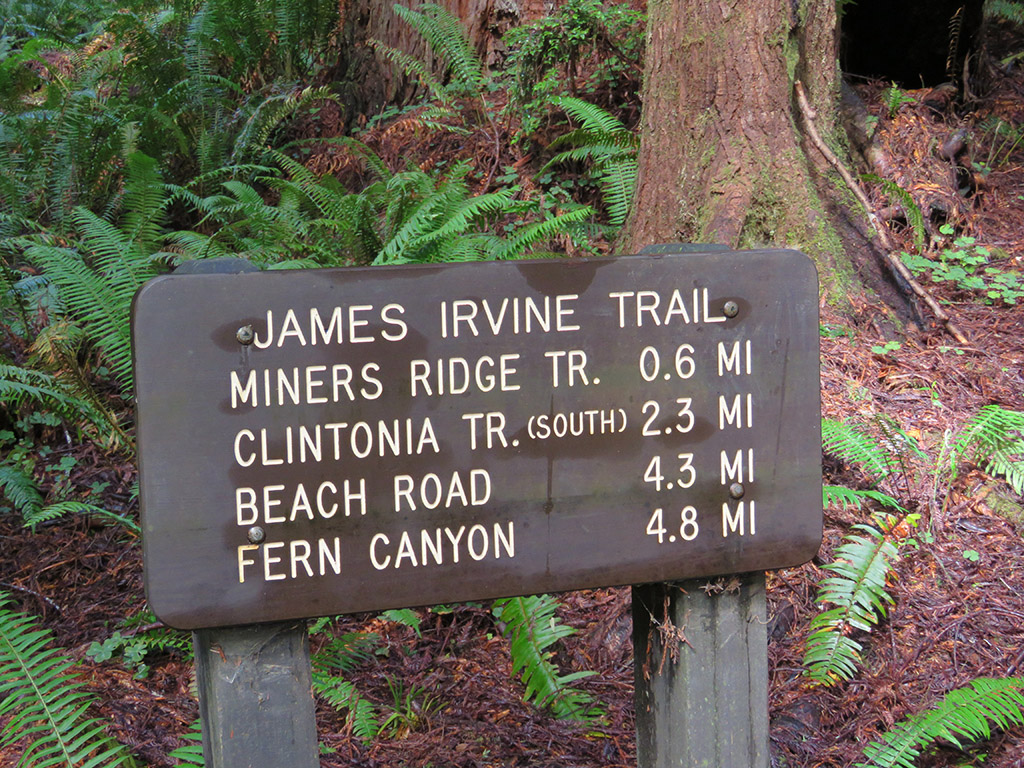 JAMES IRVINE TRAIL
MINERS RIDGE TR. 0.6 MI
CLINTONIA TR. (SOUTH) 2.3 MI
BEACH ROAD 4.3 MI
FERN CANYON 4.8 MI